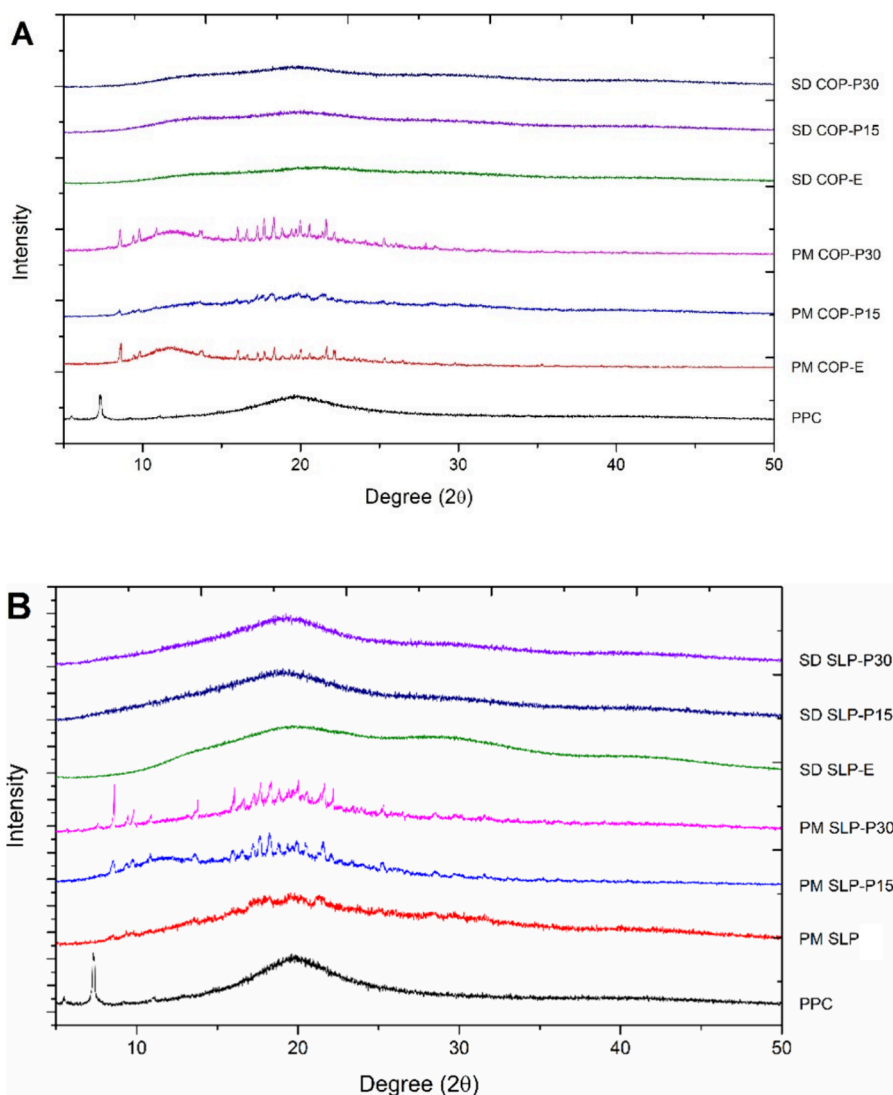 A
Intensity
SD COP-P30
SD COP-P15
SD COP-E
PM COP-P30
PM COP-P15
PM COP-E
PPC
10 20 30 40 50
Degree (2θ)
B
Intensity
SD SLP-P30
SD SLP-P15
SD SLP-E
PM SLP-P30
PM SLP-P15
PM SLP
PPC
10 20 30 40 50
Degree (2θ)